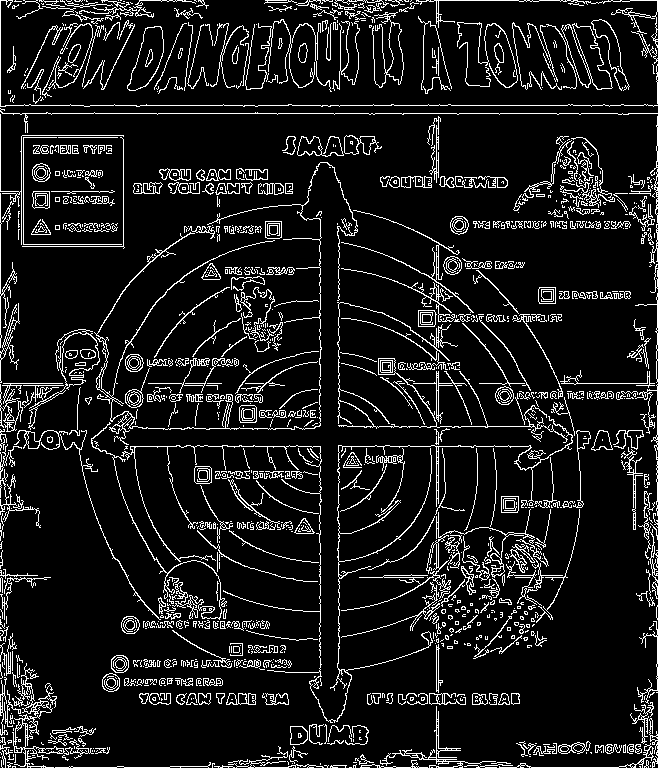 HOW DANGEROUS IS A ZOMBIE?
SMART
ZOMBIE TYPE
= UNDEAD
= DISEASED
= POSSESSED
YOU CAN RUN
BUT YOU CAN'T HIDE
YOU'RE SCREWED
PLANET TERROR
THE RETURN OF THE LIVING DEAD
THE EVIL DEAD
DEAD SNOW
28 DAYS LATER
RESIDENT EVIL: AFTERLIFE
LAND OF THE DEAD
QUARANTINE
DAY OF THE DEAD (1985)
DAWN OF THE DEAD (2004)
DEAD ALIVE
SLOW
FAST
SLITHER
ZOMBIE STRIPPERS
ZOMBIELAND
NIGHT OF THE CREEPS
DAWN OF THE DEAD (1978)
ZOMBI 2
NIGHT OF THE LIVING DEAD (1968)
SHAUN OF THE DEAD
YOU CAN TAKE 'EM
IT'S LOOKING BLEAK
DUMB
YAHOO! MOVIES